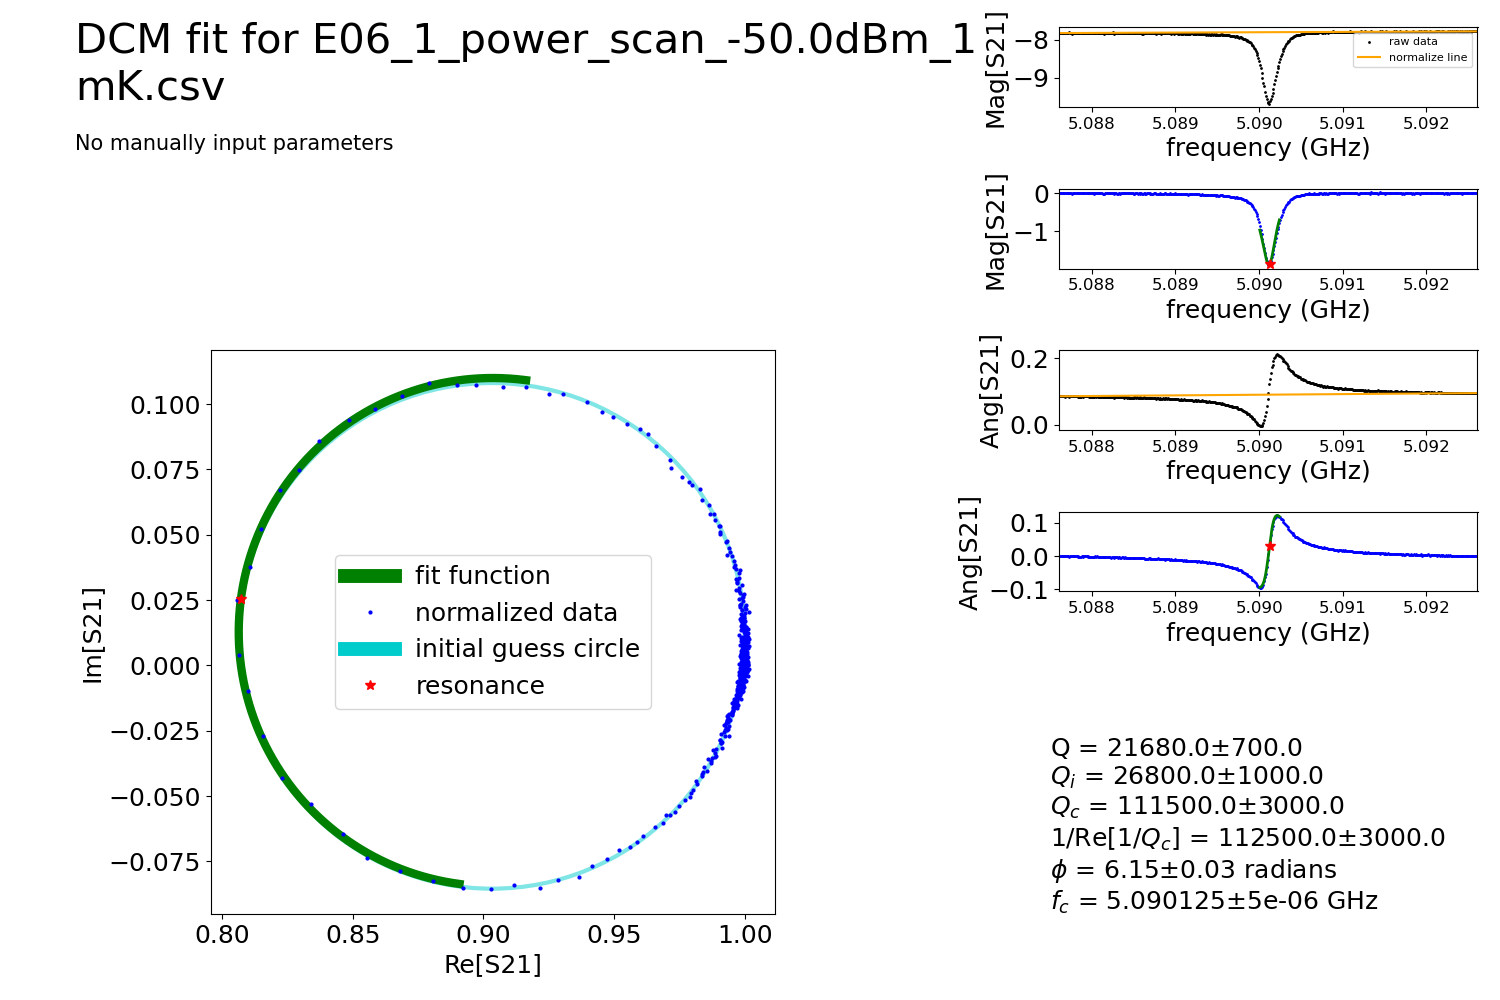 DCM fit for E06_1_power_scan_-50.0dBm_1
mK.csv
No manually input parameters
Mag[S21]
−8
−9
raw data
normalize line
5.088 5.089 5.090 5.091 5.092
frequency (GHz)
Mag[S21]
0
−1
5.088 5.089 5.090 5.091 5.092
frequency (GHz)
Ang[S21]
0.2
0.0
5.088 5.089 5.090 5.091 5.092
frequency (GHz)
Ang[S21]
0.1
0.0
−0.1
5.088 5.089 5.090 5.091 5.092
frequency (GHz)
Im[S21]
0.100
0.075
0.050
0.025
0.000
−0.025
−0.050
−0.075
fit function
normalized data
initial guess circle
resonance
0.80 0.85 0.90 0.95 1.00
Re[S21]
Q = 21680.0±700.0
Q_i = 26800.0±1000.0
Q_c = 111500.0±3000.0
1/Re[1/Q_c] = 112500.0±3000.0
ϕ = 6.15±0.03 radians
f_c = 5.090125±5e-06 GHz